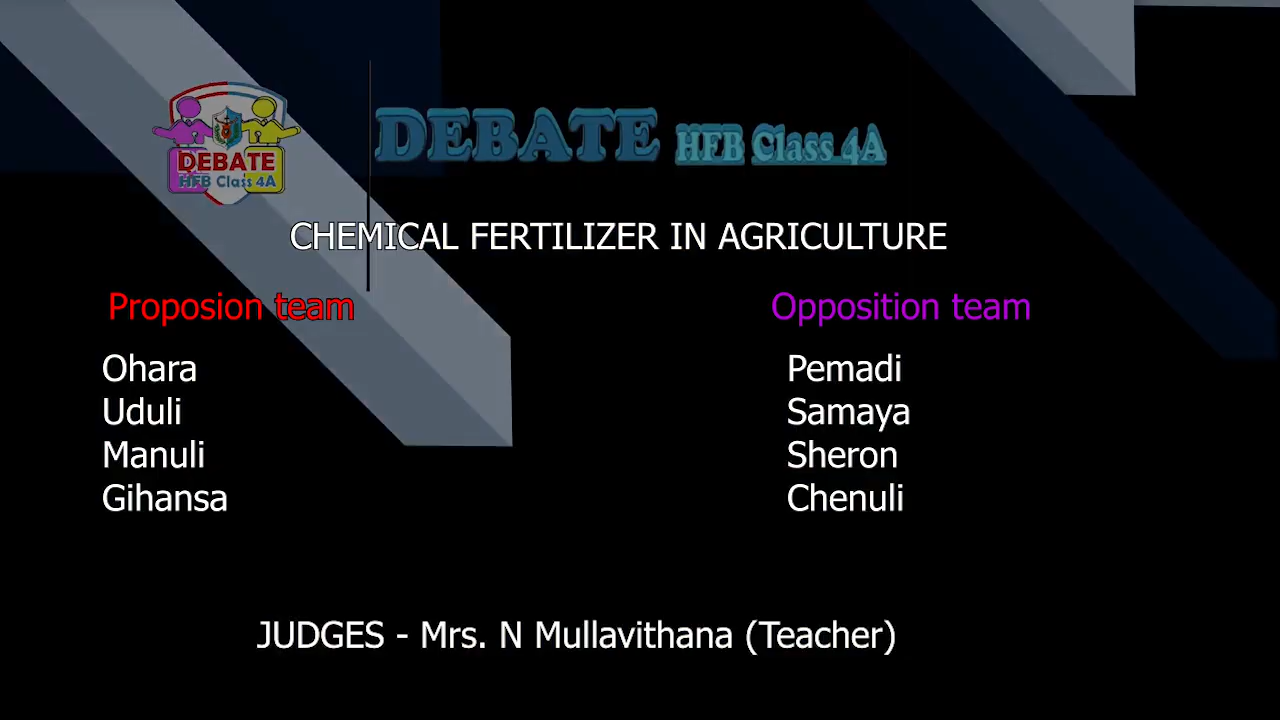 DEBATE
HFB Class 4A
DEBATE HFB Class 4A
CHEMICAL FERTILIZER IN AGRICULTURE
Proposion team
Opposition team
Ohara
Pemadi
Uduli
Samaya
Manuli
Sheron
Gihansa
Chenuli
JUDGES - Mrs. N Mullavithana (Teacher)